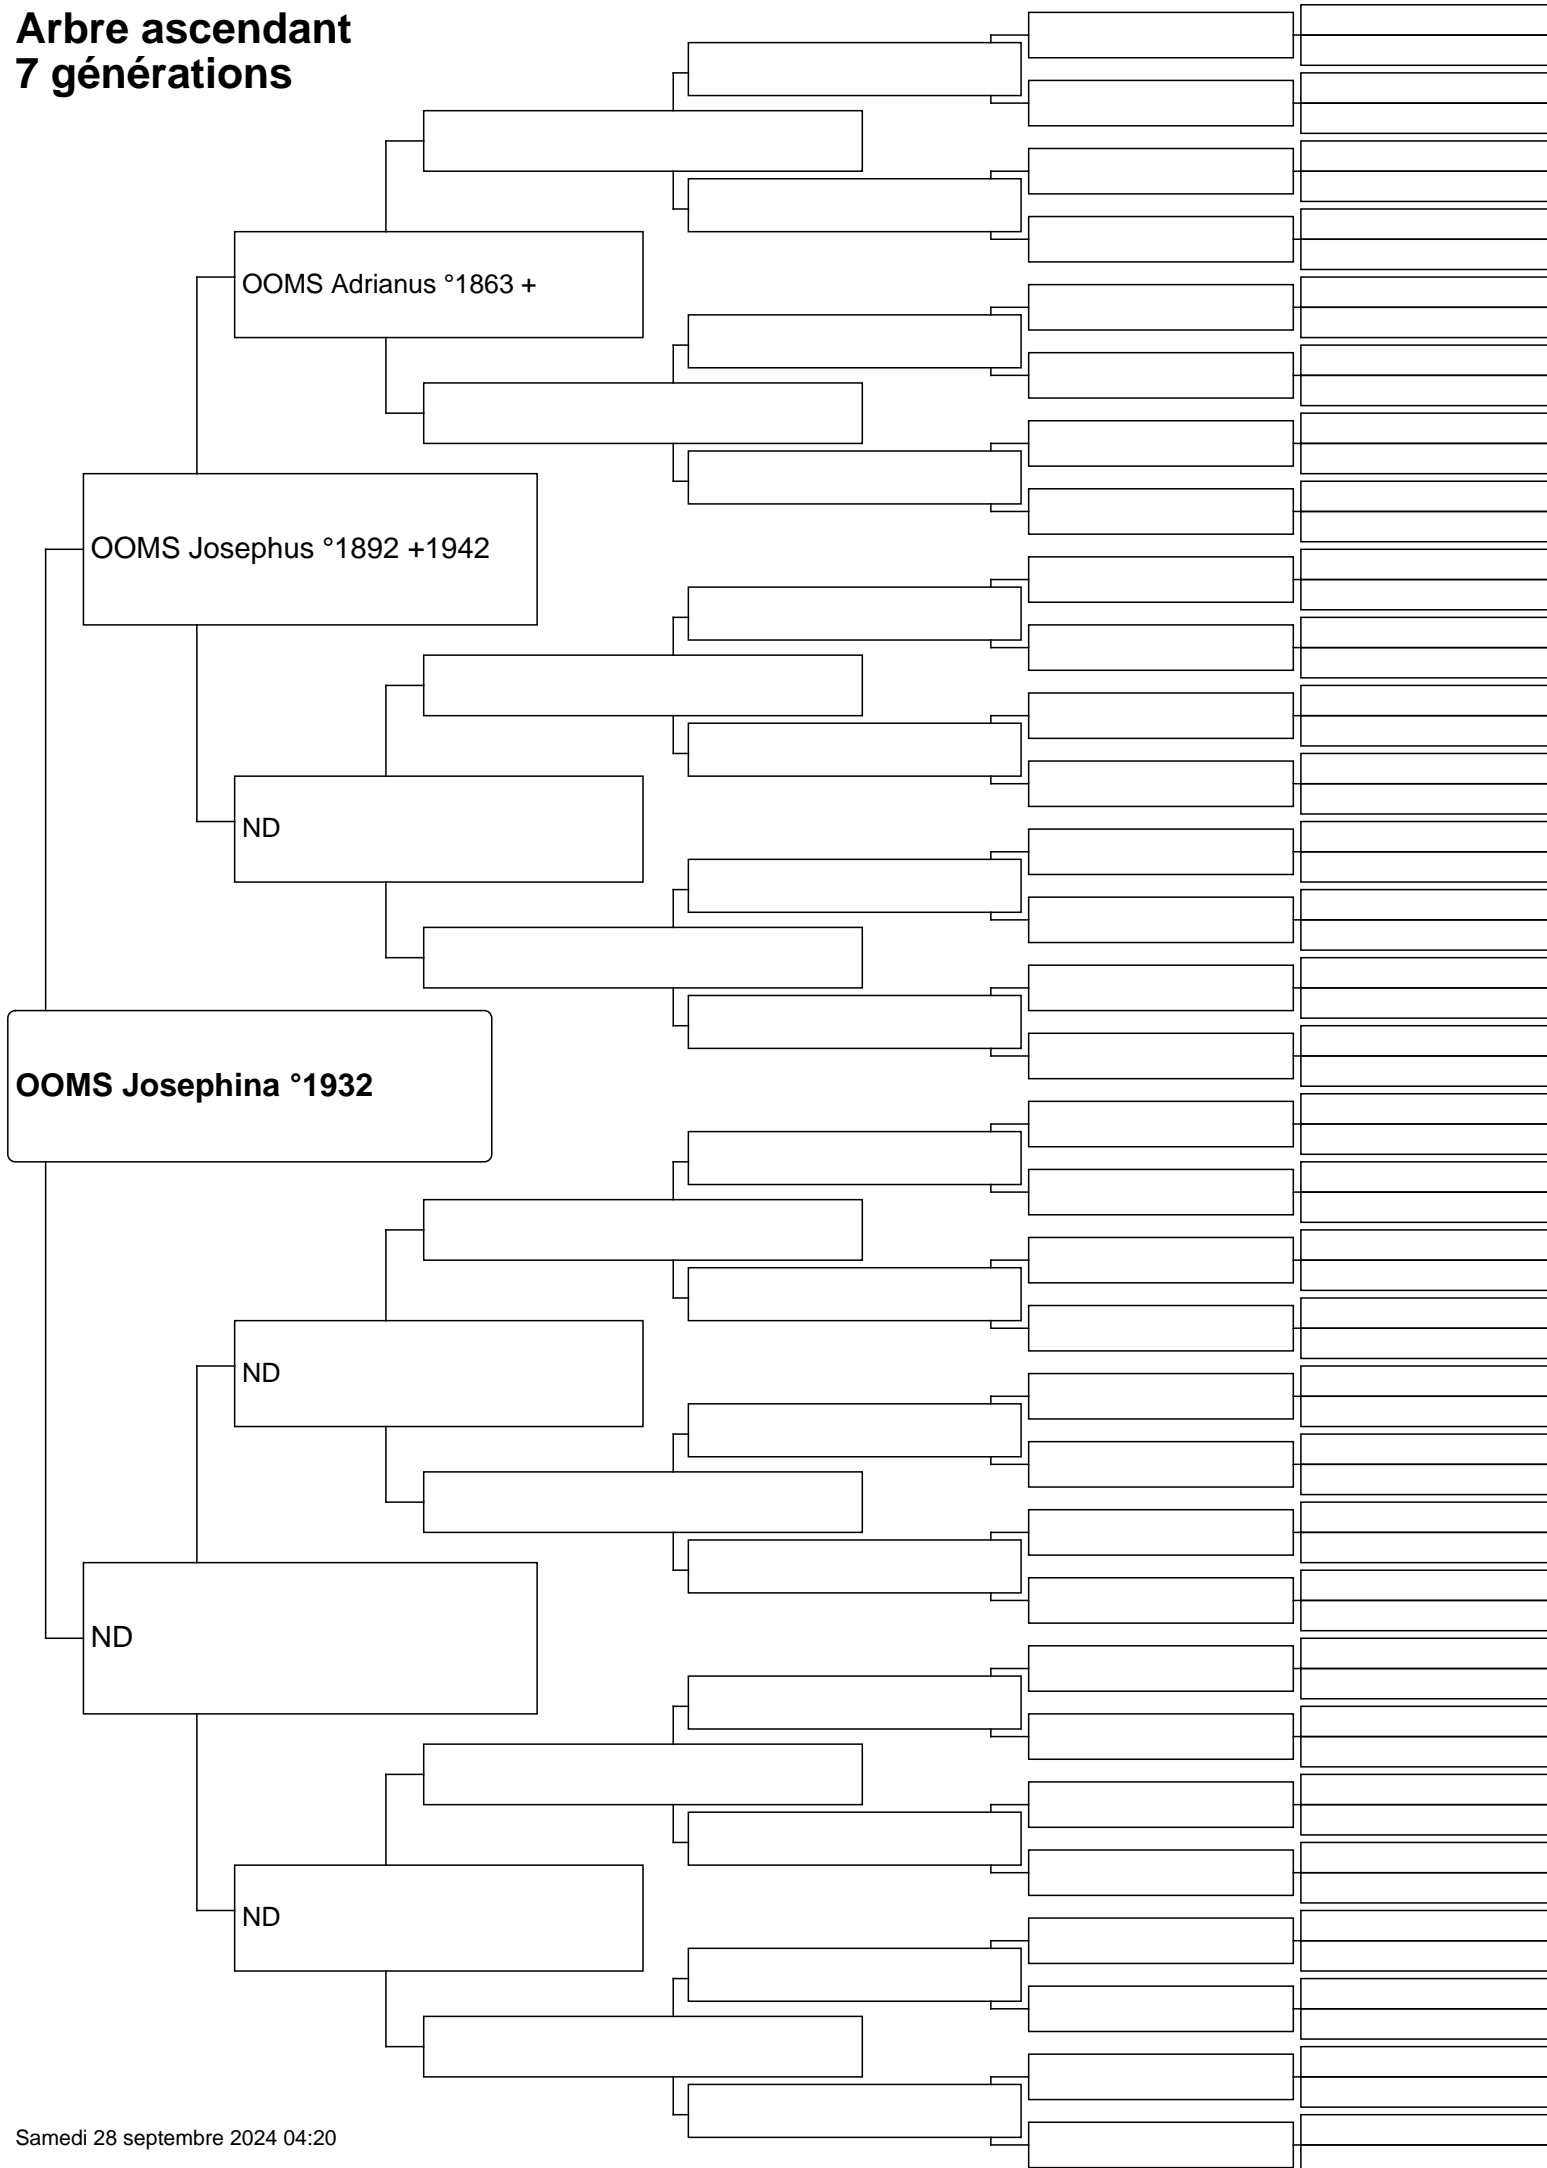 Arbre ascendant
7 générations
OOMS Adrianus °1863 +
OOMS Josephus °1892 +1942
ND
OOMS Josephina °1932
ND
ND
ND
Samedi 28 septembre 2024 04:20